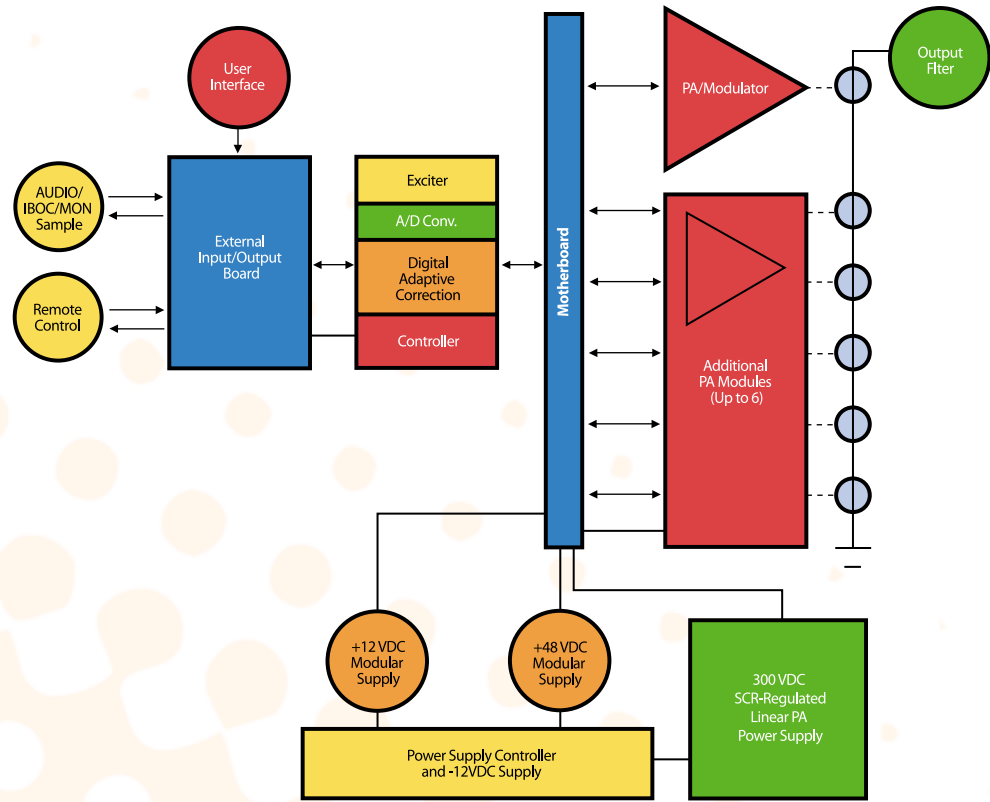 User
Interface
AUDIO/
IBOC/MON
Sample
Remote
Control
External
Input/Output
Board
Exciter
A/D Conv.
Digital
Adaptive
Correction
Controller
Motherboard
PA/Modulator
Output
Flter
Additional
PA Modules
(Up to 6)
+12 VDC
Modular
Supply
+48 VDC
Modular
Supply
300 VDC
SCR-Regulated
Linear PA
Power Supply
Power Supply Controller
and -12VDC Supply